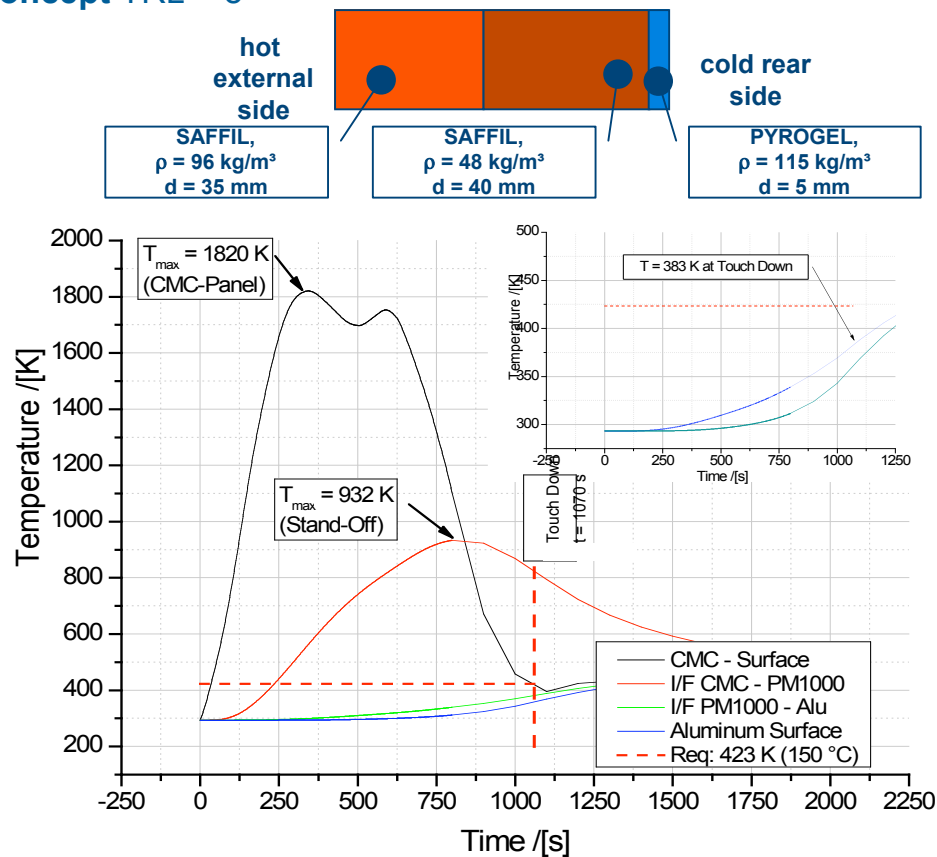 hot
external
side
cold rear
side
SAFFIL,
ρ = 96 kg/m³
d = 35 mm
SAFFIL,
ρ = 48 kg/m³
d = 40 mm
PYROGEL,
ρ = 115 kg/m³
d = 5 mm
2000
1800
1600
1400
1200
1000
800
600
400
200
Temperature /[K]
T max = 1820 K
(CMC-Panel)
T max = 932 K
(Stand-Off)
500
450
400
350
300
Temperature /[K]
T = 383 K at Touch Down
-250
0
250
500
750
1000
1250
Time /[s]
Touch Down
t = 1070 s
CMC - Surface
I/F CMC - PM1000
I/F PM1000 - Alu
Aluminum Surface
Req: 423 K (150 °C)
-250
0
250
500
750
1000
1250
1500
1750
2000
2250
Time /[s]